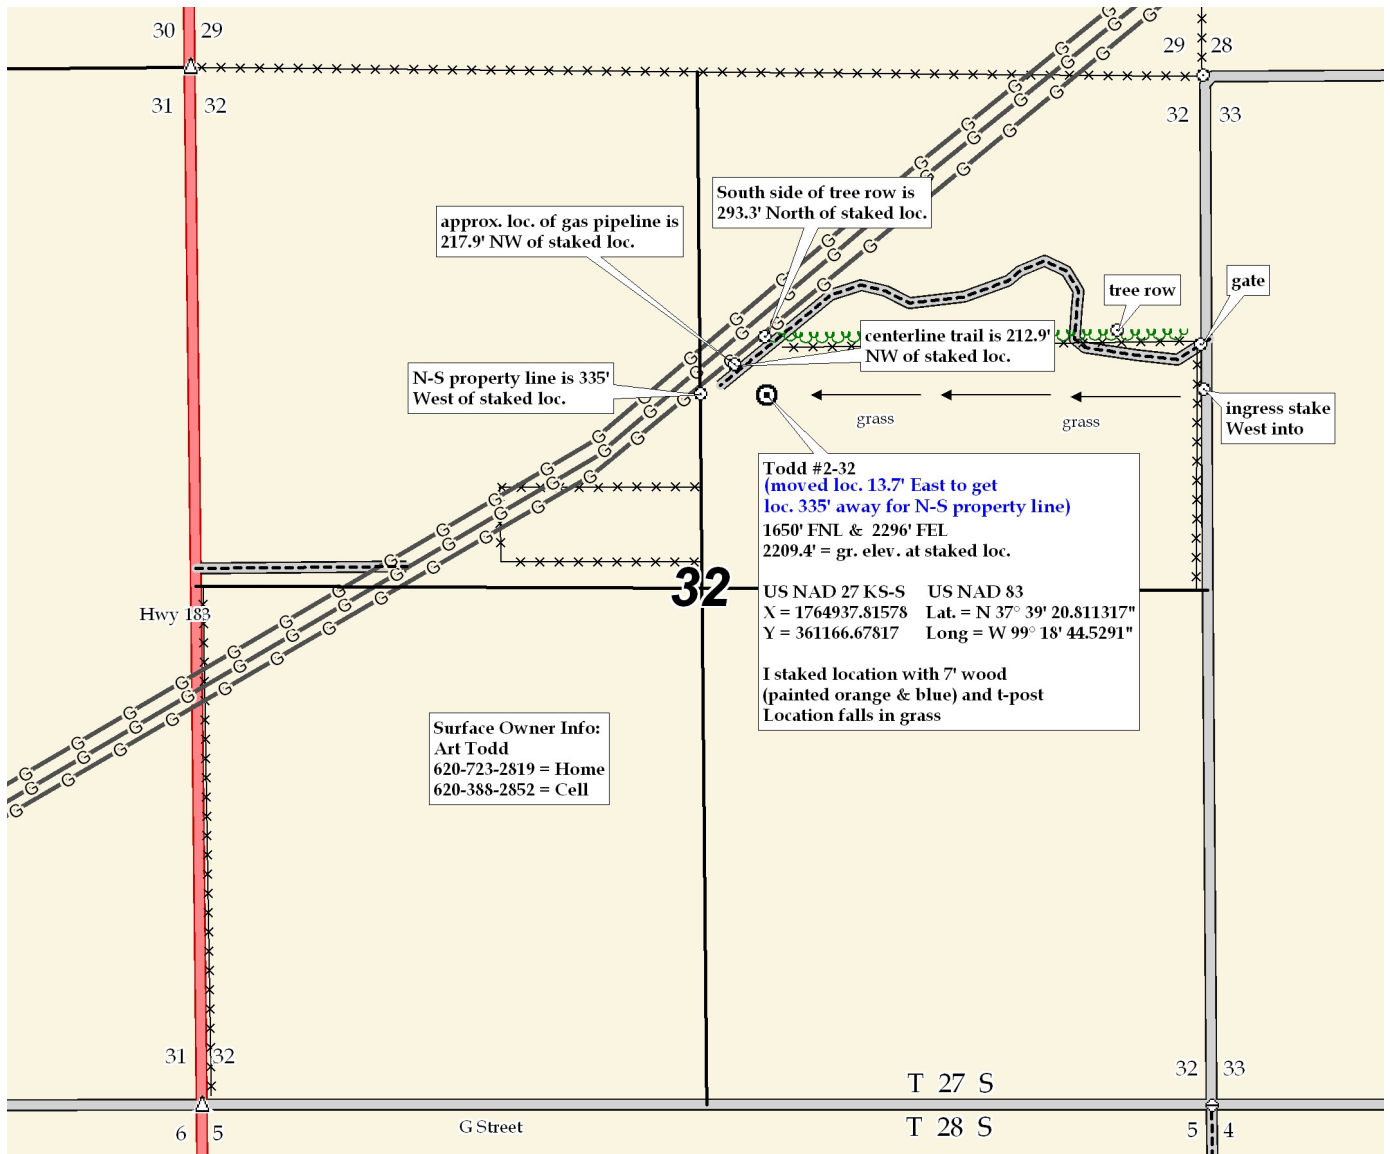 30 29
29 28
31 32
32 33
South side of tree row is
293.3' North of staked loc.
approx. loc. of gas pipeline is
217.9' NW of staked loc.
gate
tree row
centerline trail is 212.9'
NW of staked loc.
N-S property line is 335'
West of staked loc.
grass
grass
ingress stake
West into
Todd #2-32
(moved loc. 13.7' East to get
loc. 335' away for N-S property line)
1650' FNL & 2296' FEL
2209.4' = gr. elev. at staked loc.
US NAD 27 KS-S US NAD 83
X = 1764937.81578 Lat. = N 37° 39' 20.811317"
Y = 361166.67817 Long = W 99° 18' 44.5291"
I staked location with 7' wood
(painted orange & blue) and t-post
Location falls in grass
32
Hwy 183
Surface Owner Info:
Art Todd
620-723-2819 = Home
620-388-2852 = Cell
31 32
32 33
T 27 S
T 28 S
G Street
6 5
5 4